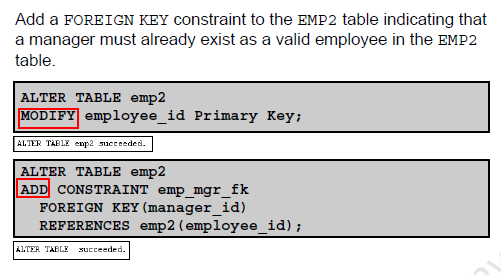 Add a FOREIGN KEY constraint to the EMP2 table indicating that
a manager must already exist as a valid employee in the EMP2
table.
ALTER TABLE emp2
MODIFY employee_id Primary Key;
ALTER TABLE emp2 succeeded.
ALTER TABLE emp2
ADD CONSTRAINT emp_mgr_fk
FOREIGN KEY(manager_id)
REFERENCES emp2(employee_id);
ALTER TABLE succeeded.